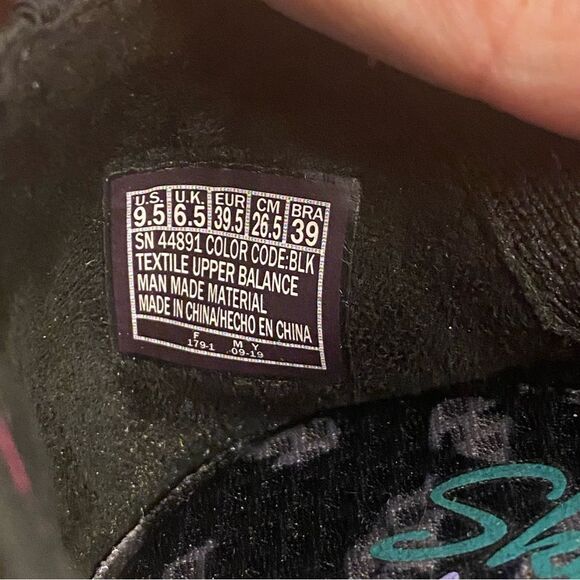 U.S. U.K. EUR CM BRA
9.5 6.5 39.5 26.5 39
SN 44891 COLOR CODE:BLK
TEXTILE UPPER BALANCE
MAN MADE MATERIAL
MADE IN CHINA/HECHO EN CHINA
F M Y
179-1 09-19
Sk